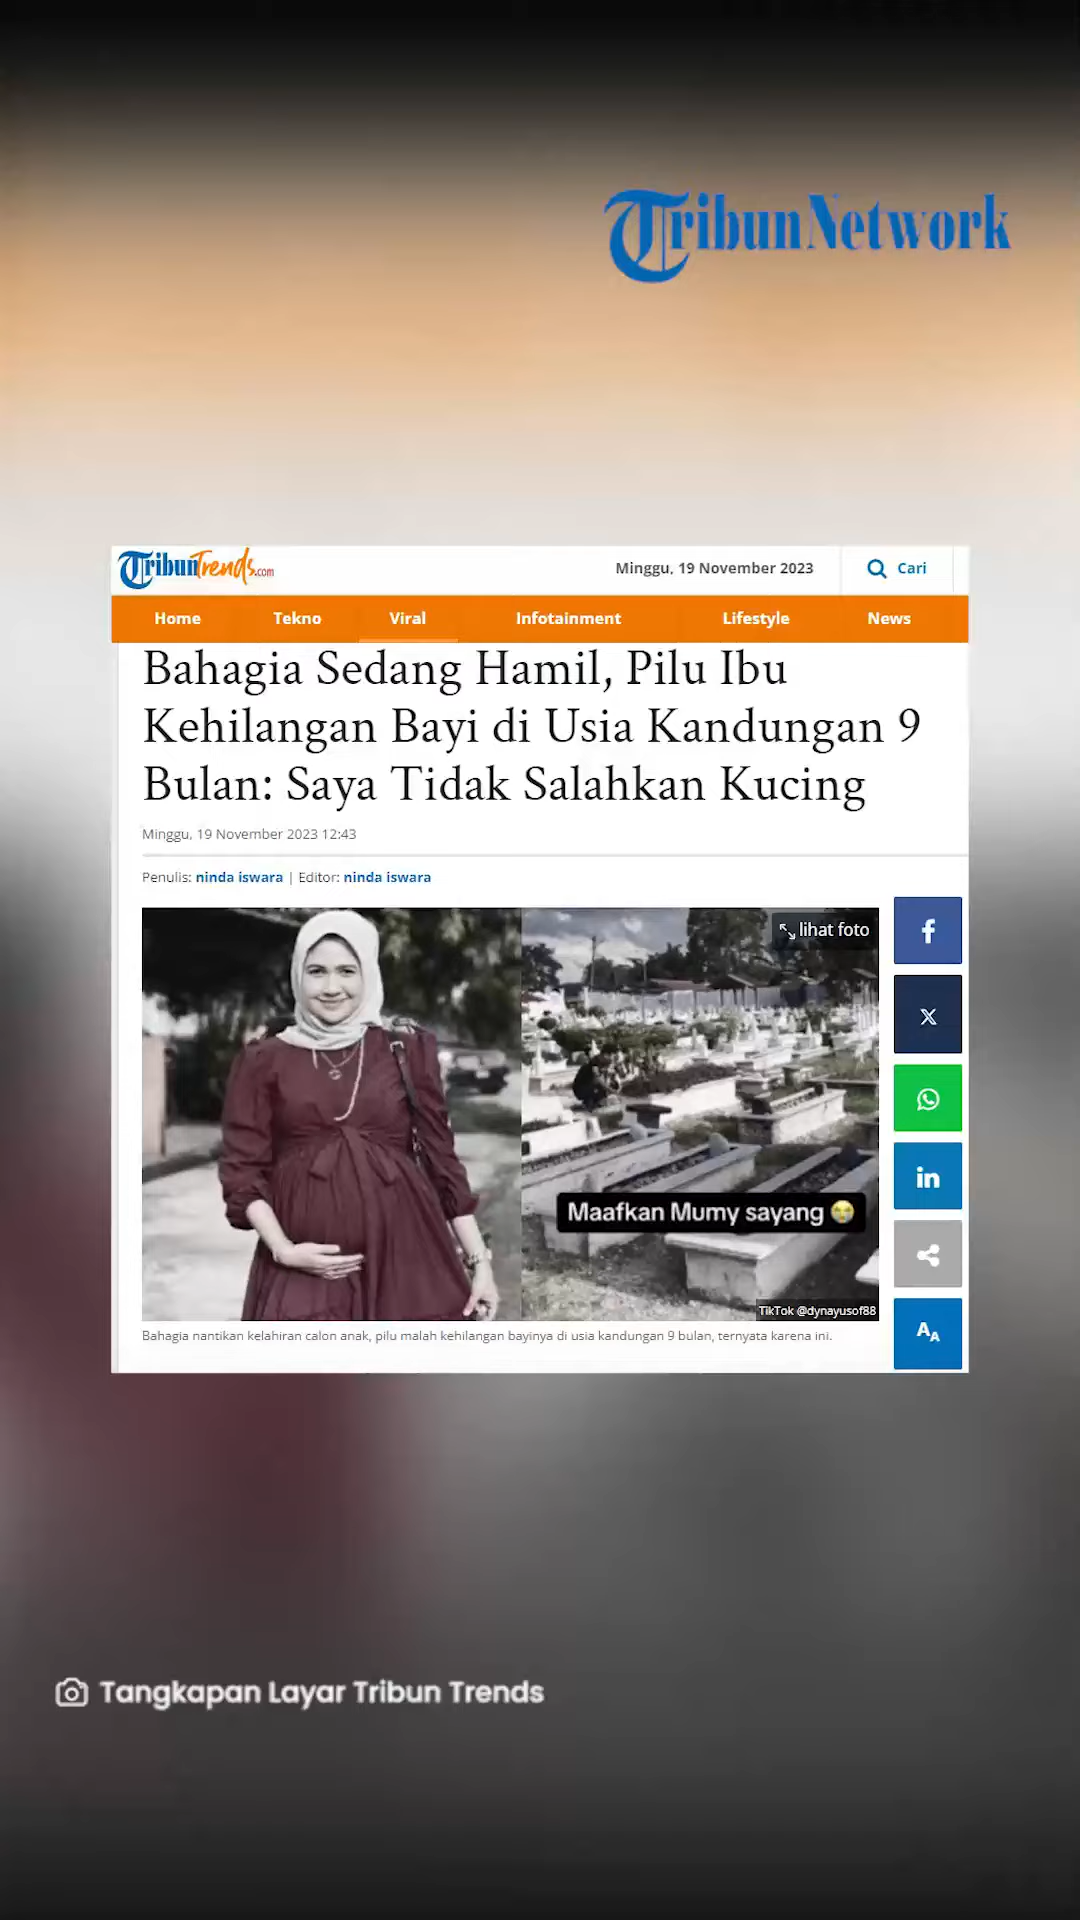 TribunNetwork
TribunTrends.com
Minggu, 19 November 2023
Cari
Home Tekno Viral Infotainment Lifestyle News
Bahagia Sedang Hamil, Pilu Ibu
Kehilangan Bayi di Usia Kandungan 9
Bulan: Saya Tidak Salahkan Kucing
Minggu, 19 November 2023 12:43
Penulis: ninda iswara | Editor: ninda iswara
lihat foto
Maafkan Mumy sayang 😭
TikTok @dynayusof88
Bahagia nantikan kelahiran calon anak, pilu malah kehilangan bayinya di usia kandungan 9 bulan, ternyata karena ini.
f
X
in
AA
Tangkapan Layar Tribun Trends